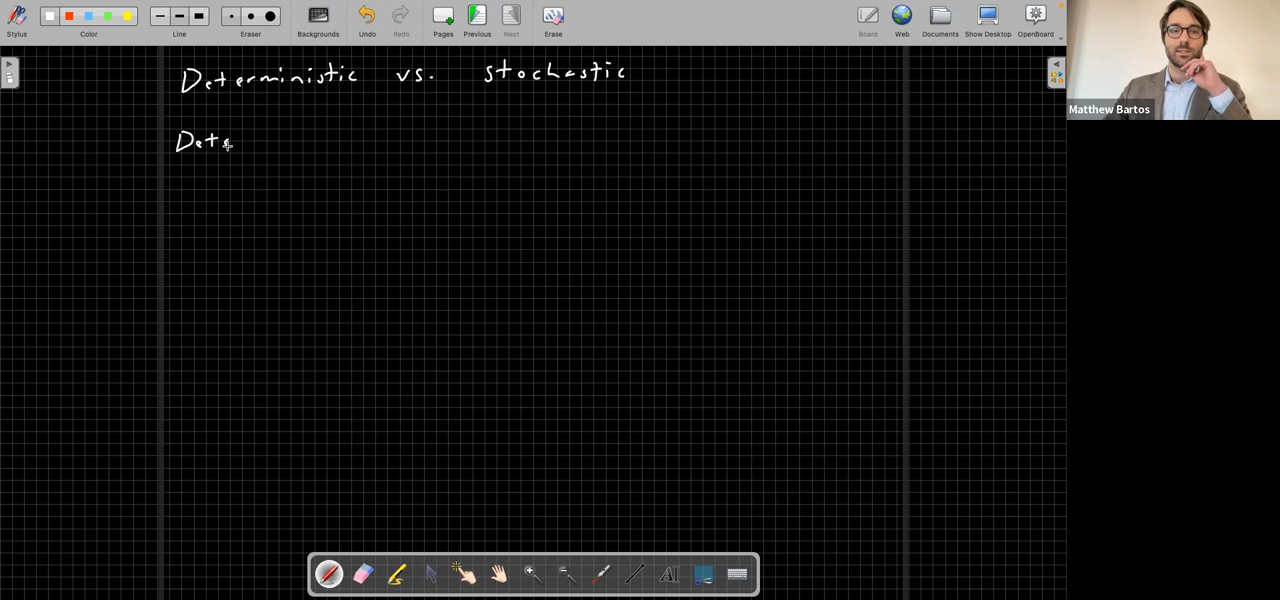 Stylus Color Line Eraser Backgrounds Undo Redo Pages Previous Next Erase Board Web Documents Show Desktop OpenBoard
Matthew Bartos
Deterministic vs. stochastic
Dete
AI